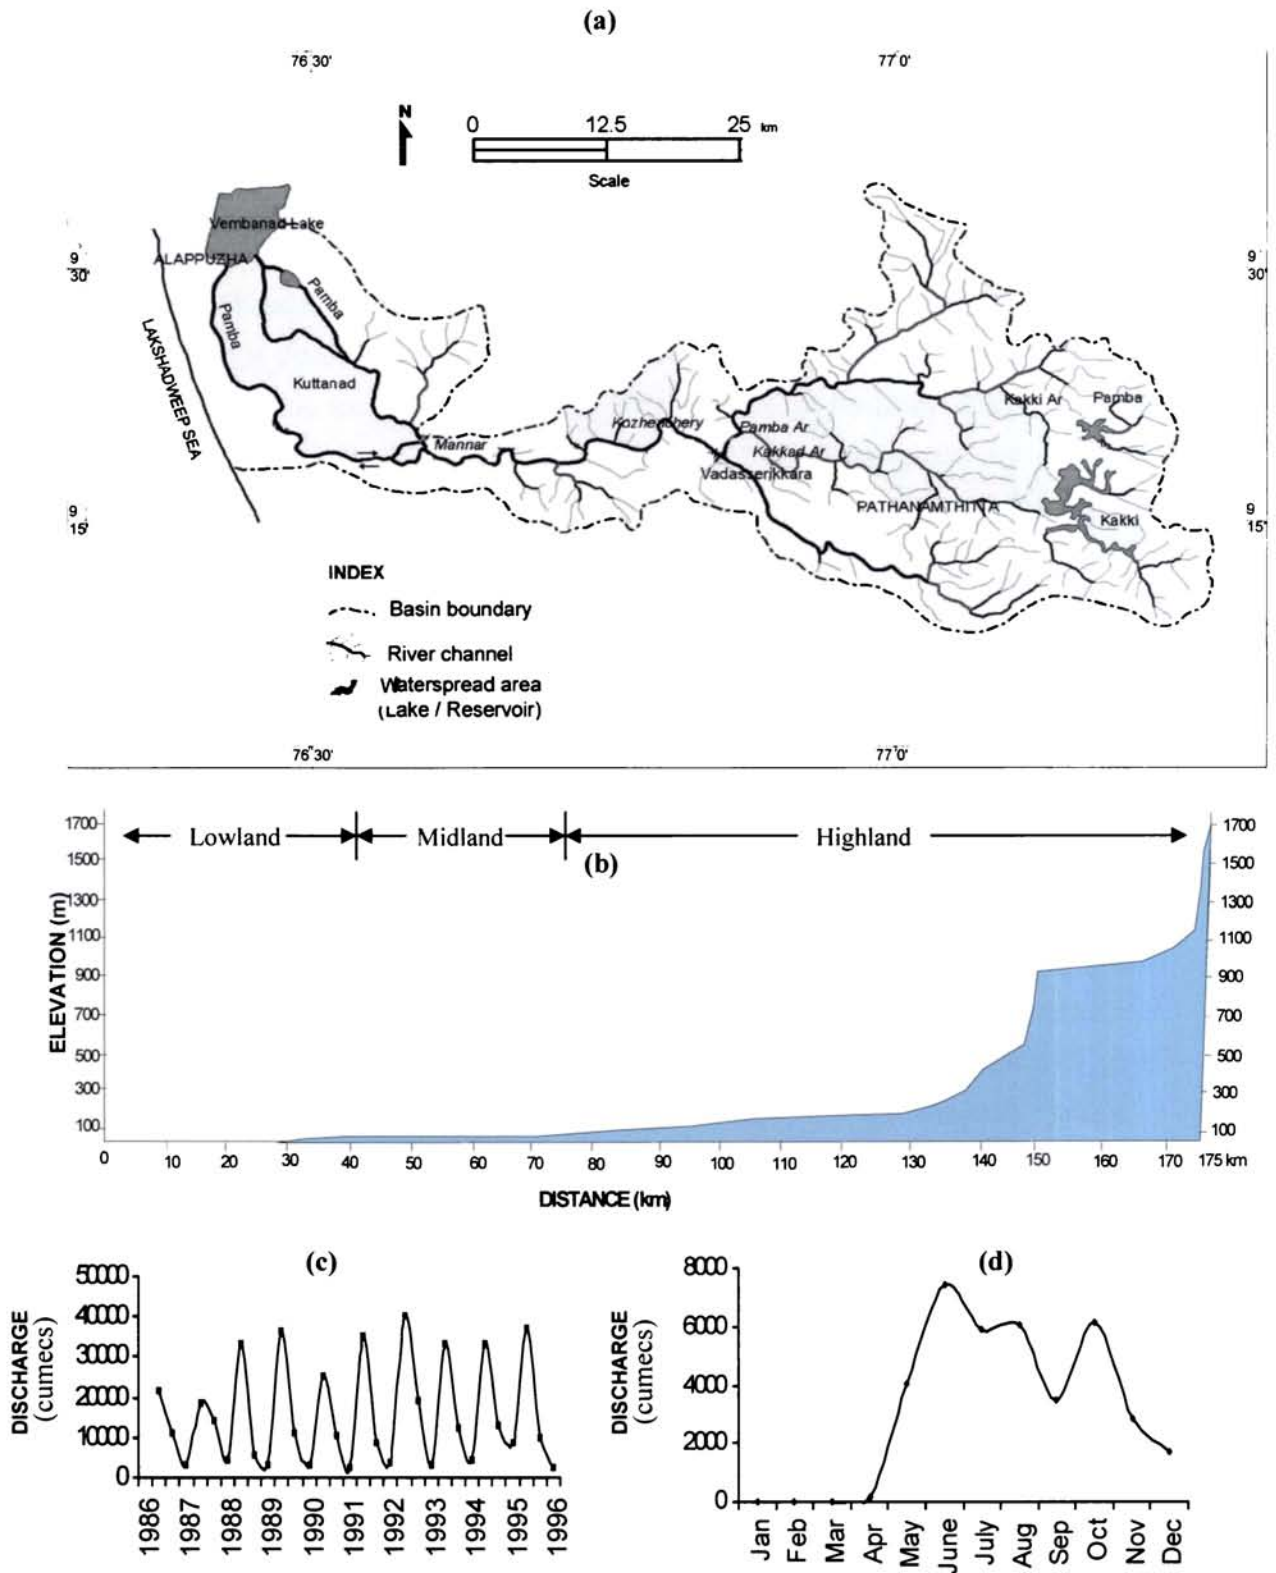 (a)
76°30' 77°0'
N
0 12.5 25 km
Scale
Vembanad Lake
ALAPPUZHA
9 30'
9 30'
Pamba
Pamba
LAKSHADWEEP SEA
Kuttanad
Kakki Ar Pamba
Kozhenchery
Pamba Ar
Mannar
Kakkad Ar
Vadasserikkara
PATHANAMTHITTA
Kakki
9 15'
9 15'
INDEX
Basin boundary
River channel
Waterspread area
(Lake / Reservoir)
76°30' 77°0'
Lowland Midland Highland
(b)
ELEVATION (m)
1700
1500
1300
1100
900
700
500
300
100
1700
1500
1300
1100
900
700
500
300
100
0 10 20 30 40 50 60 70 80 90 100 110 120 130 140 150 160 170 175 km
DISTANCE (km)
(c)
DISCHARGE
(cumecs)
50000
40000
30000
20000
10000
0
1986 1987 1988 1989 1990 1991 1992 1993 1994 1995 1996
(d)
DISCHARGE
(cumecs)
8000
6000
4000
2000
0
Jan Feb Mar Apr May June July Aug Sep Oct Nov Dec